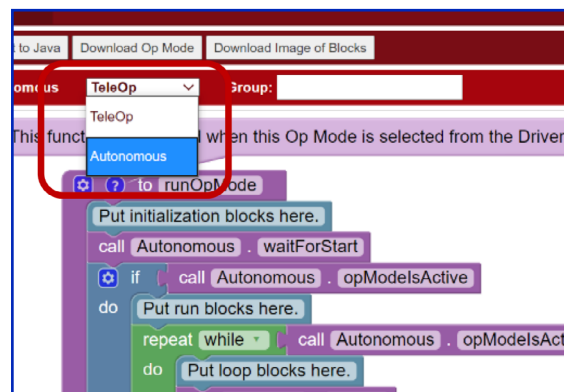 t to Java Download Op Mode Download Image of Blocks
omous TeleOp Group:
TeleOp
This funct when this Op Mode is selected from the Driver
Autonomous
to runOpMode
Put initialization blocks here.
call Autonomous . waitForStart
if call Autonomous . opModeIsActive
do Put run blocks here.
repeat while call Autonomous . opModeIsAct
do Put loop blocks here.